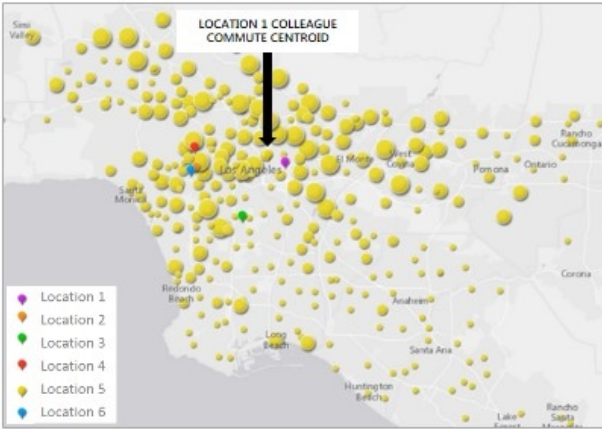 LOCATION 1 COLLEAGUE
COMMUTE CENTROID
Simi
Valley
Rancho
Cucamonga
El Monte
West
Covina
Los Angeles
Pomona
Ontario
Santa
Monica
Corona
Redondo
Beach
Anaheim
Long
Beach
Santa Ana
Huntington
Beach
Lake
Forest
Rancho
Santa
Location 1
Location 2
Location 3
Location 4
Location 5
Location 6